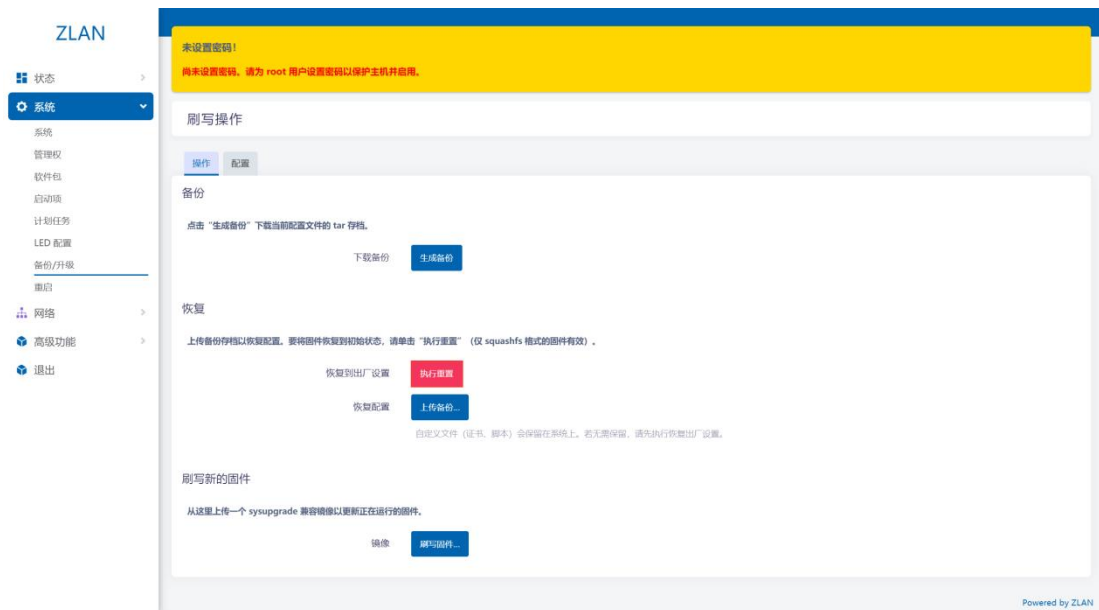 ZLAN
状态
系统
系统
管理权
软件包
启动项
计划任务
LED 配置
备份/升级
重启
网络
高级功能
退出
未设置密码！
尚未设置密码。请为 root 用户设置密码以保护主机并启用。
刷写操作
操作 配置
备份
点击“生成备份”下载当前配置文件的 tar 存档。
下载备份 生成备份
恢复
上传备份存档以恢复配置。要将固件恢复到初始状态，请单击“执行重置”（仅 squashfs 格式的固件有效）。
恢复到出厂设置 执行重置
恢复配置 上传备份...
自定义文件（证书、脚本）会保留在系统上。若无需保留，请先执行恢复出厂设置。
刷写新的固件
从这里上传一个 sysupgrade 兼容镜像以更新正在运行的固件。
镜像 刷写固件...
Powered by ZLAN